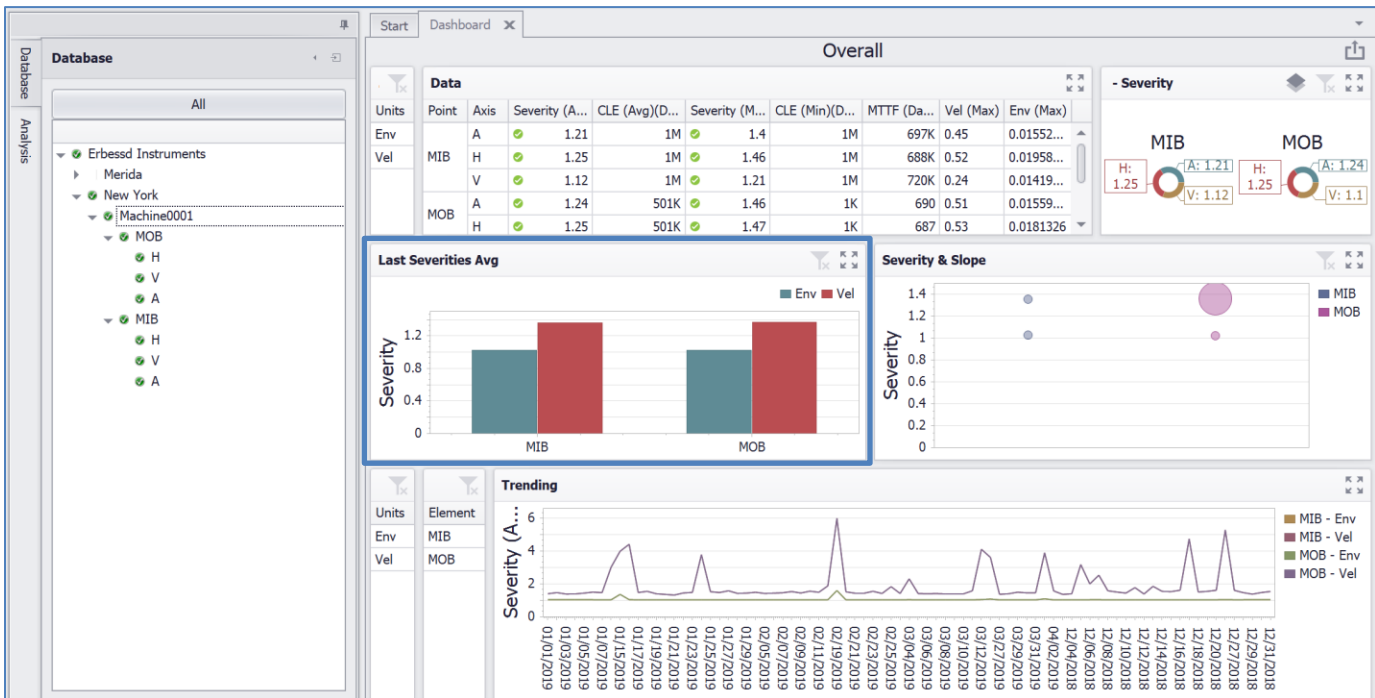 Database
Analysis
Database
All
Erbessd Instruments
Merida
New York
Machine0001
MOB
H
V
A
MIB
H
V
A
Start Dashboard
Overall
Units
Env
Vel
Data
Point Axis Severity (A... CLE (Avg)(D... Severity (M... CLE (Min)(D... MTTF (Da... Vel (Max) Env (Max)
MIB A 1.21 1M 1.4 1M 697K 0.45 0.01552...
H 1.25 1M 1.46 1M 688K 0.52 0.01958...
V 1.12 1M 1.21 1M 720K 0.24 0.01419...
MOB A 1.24 501K 1.46 1K 690 0.51 0.01559...
H 1.25 501K 1.47 1K 687 0.53 0.0181326
- Severity
MIB MOB
H: 1.25 A: 1.21 V: 1.12
H: 1.25 A: 1.24 V: 1.1
Last Severities Avg
Env Vel
Severity
1.2
0.8
0.4
0
MIB MOB
Severity & Slope
MIB
MOB
Severity
1.4
1.2
1
0.8
0.6
0.4
0.2
0
Units
Env
Vel
Element
MIB
MOB
Trending
Severity (A...
6
4
2
0
MIB - Env
MIB - Vel
MOB - Env
MOB - Vel
01/01/2019
01/03/2019
01/05/2019
01/07/2019
01/15/2019
01/17/2019
01/19/2019
01/21/2019
01/23/2019
01/25/2019
01/27/2019
01/29/2019
02/05/2019
02/07/2019
02/09/2019
02/11/2019
02/19/2019
02/21/2019
02/23/2019
02/25/2019
03/04/2019
03/08/2019
03/10/2019
03/12/2019
03/27/2019
03/29/2019
03/31/2019
04/02/2019
12/04/2018
12/06/2018
12/08/2018
12/10/2018
12/12/2018
12/14/2018
12/16/2018
12/18/2018
12/20/2018
12/27/2018
12/29/2018
12/31/2018